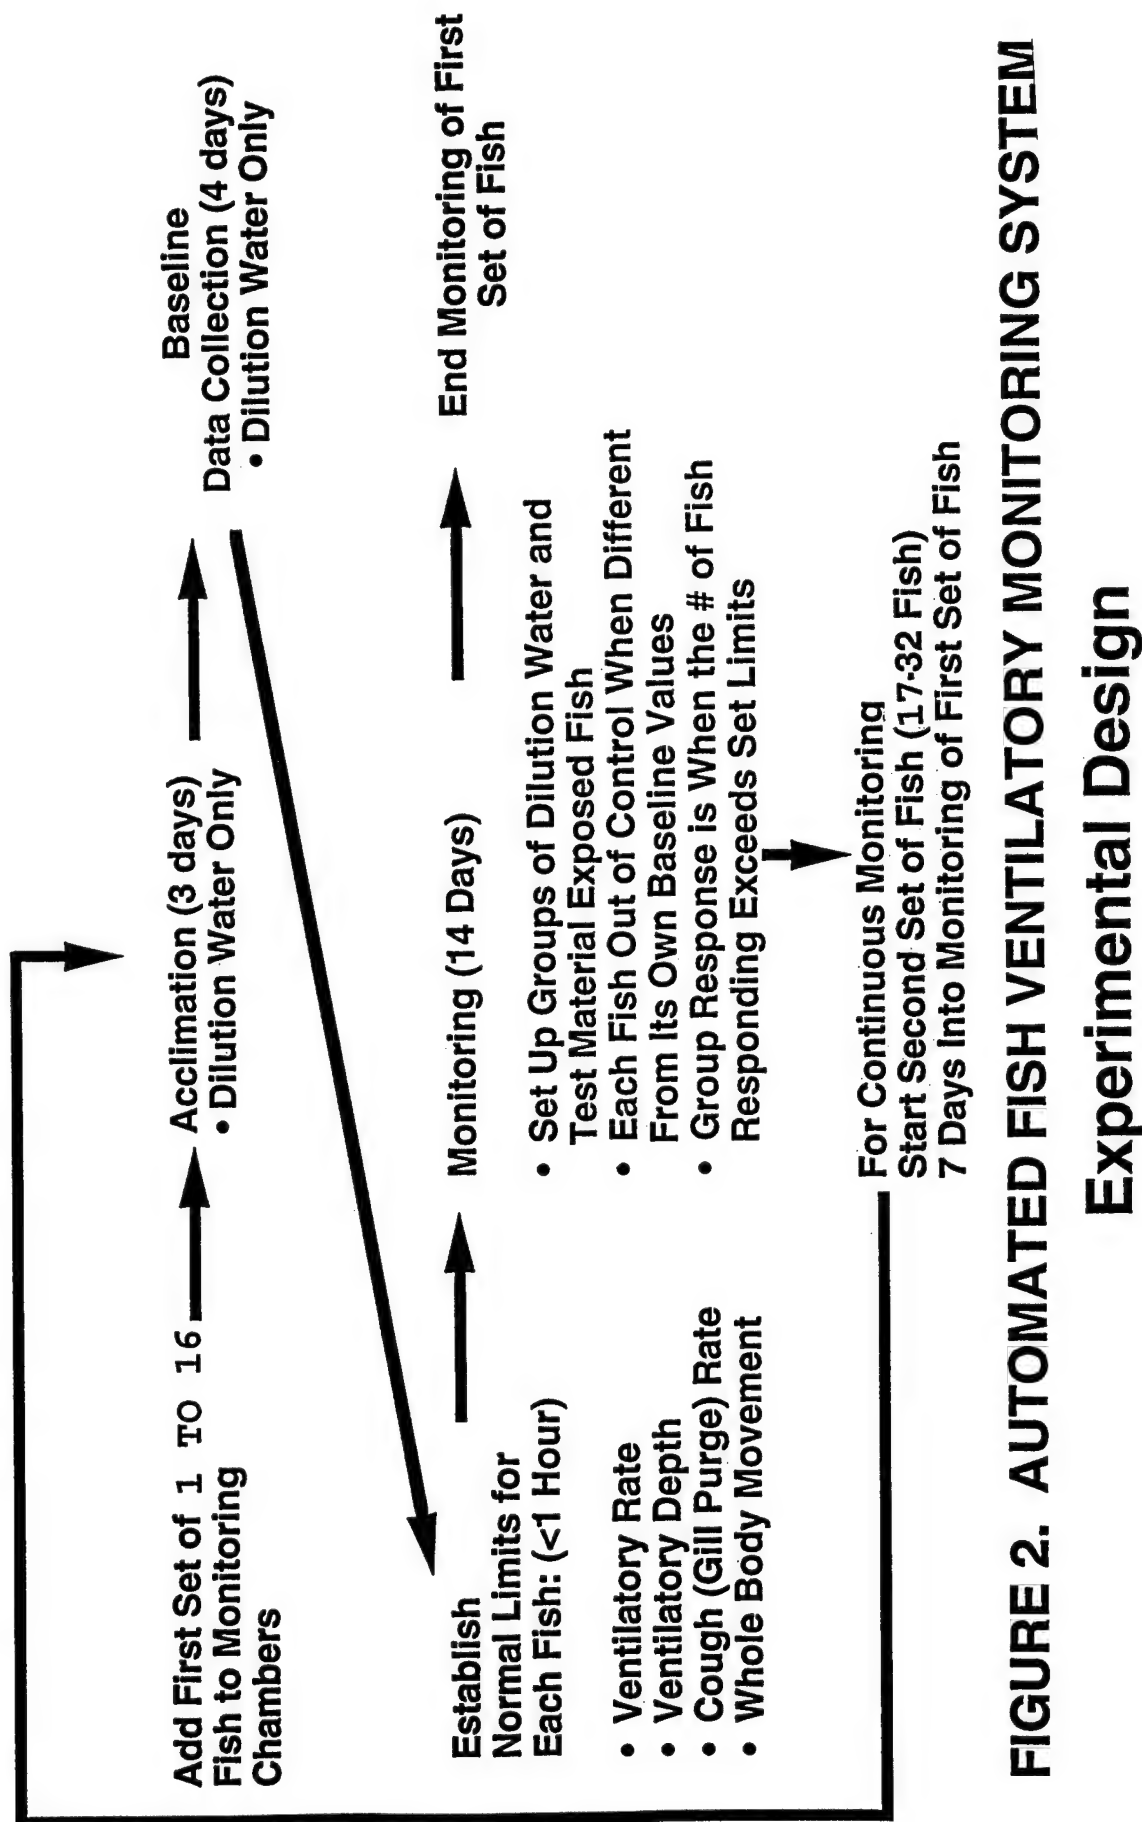 Add First Set of 1 TO 16
Fish to Monitoring
Chambers
Acclimation (3 days)
• Dilution Water Only
Baseline
Data Collection (4 days)
• Dilution Water Only
Establish
Normal Limits for
Each Fish: (<1 Hour)
• Ventilatory Rate
• Ventilatory Depth
• Cough (Gill Purge) Rate
• Whole Body Movement
Monitoring (14 Days)
• Set Up Groups of Dilution Water and
Test Material Exposed Fish
• Each Fish Out of Control When Different
From Its Own Baseline Values
• Group Response is When the # of Fish
Responding Exceeds Set Limits
End Monitoring of First
Set of Fish
For Continuous Monitoring
Start Second Set of Fish (17-32 Fish)
7 Days Into Monitoring of First Set of Fish
FIGURE 2. AUTOMATED FISH VENTILATORY MONITORING SYSTEM
Experimental Design